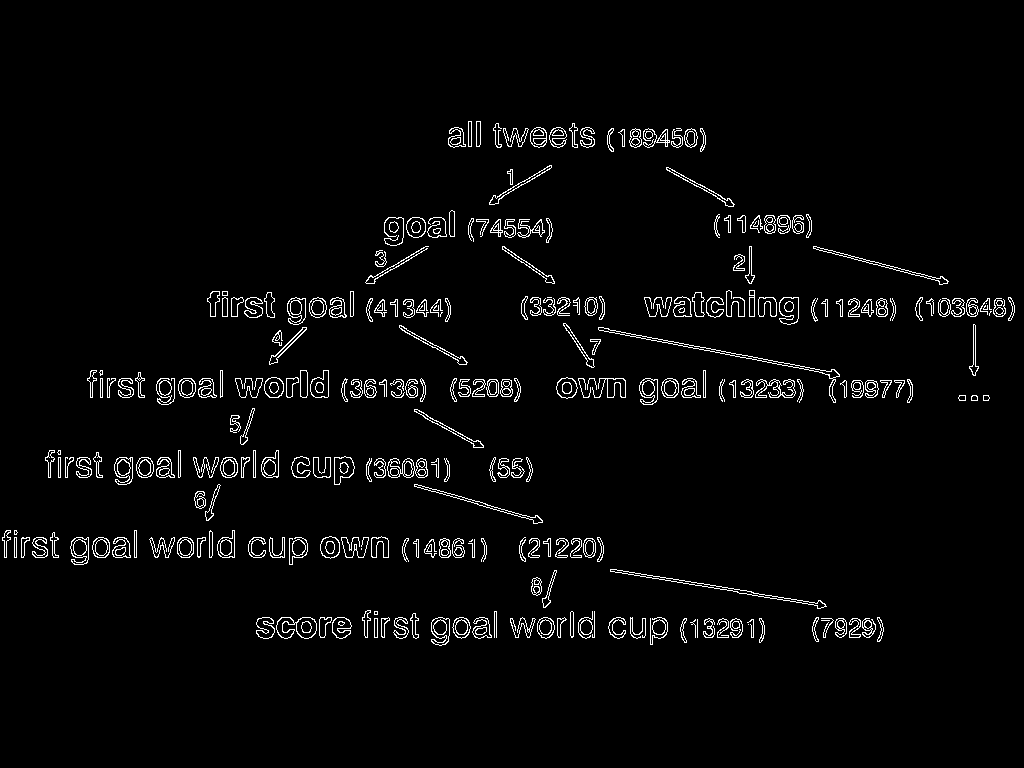 all tweets (189450)
1
goal (74554) (114896)
3 2
first goal (41344) (33210) watching (11248) (103648)
4 7
first goal world (36136) (5208) own goal (13233) (19977) ...
5
first goal world cup (36081) (55)
6
first goal world cup own (14861) (21220)
8
score first goal world cup (13291) (7929)